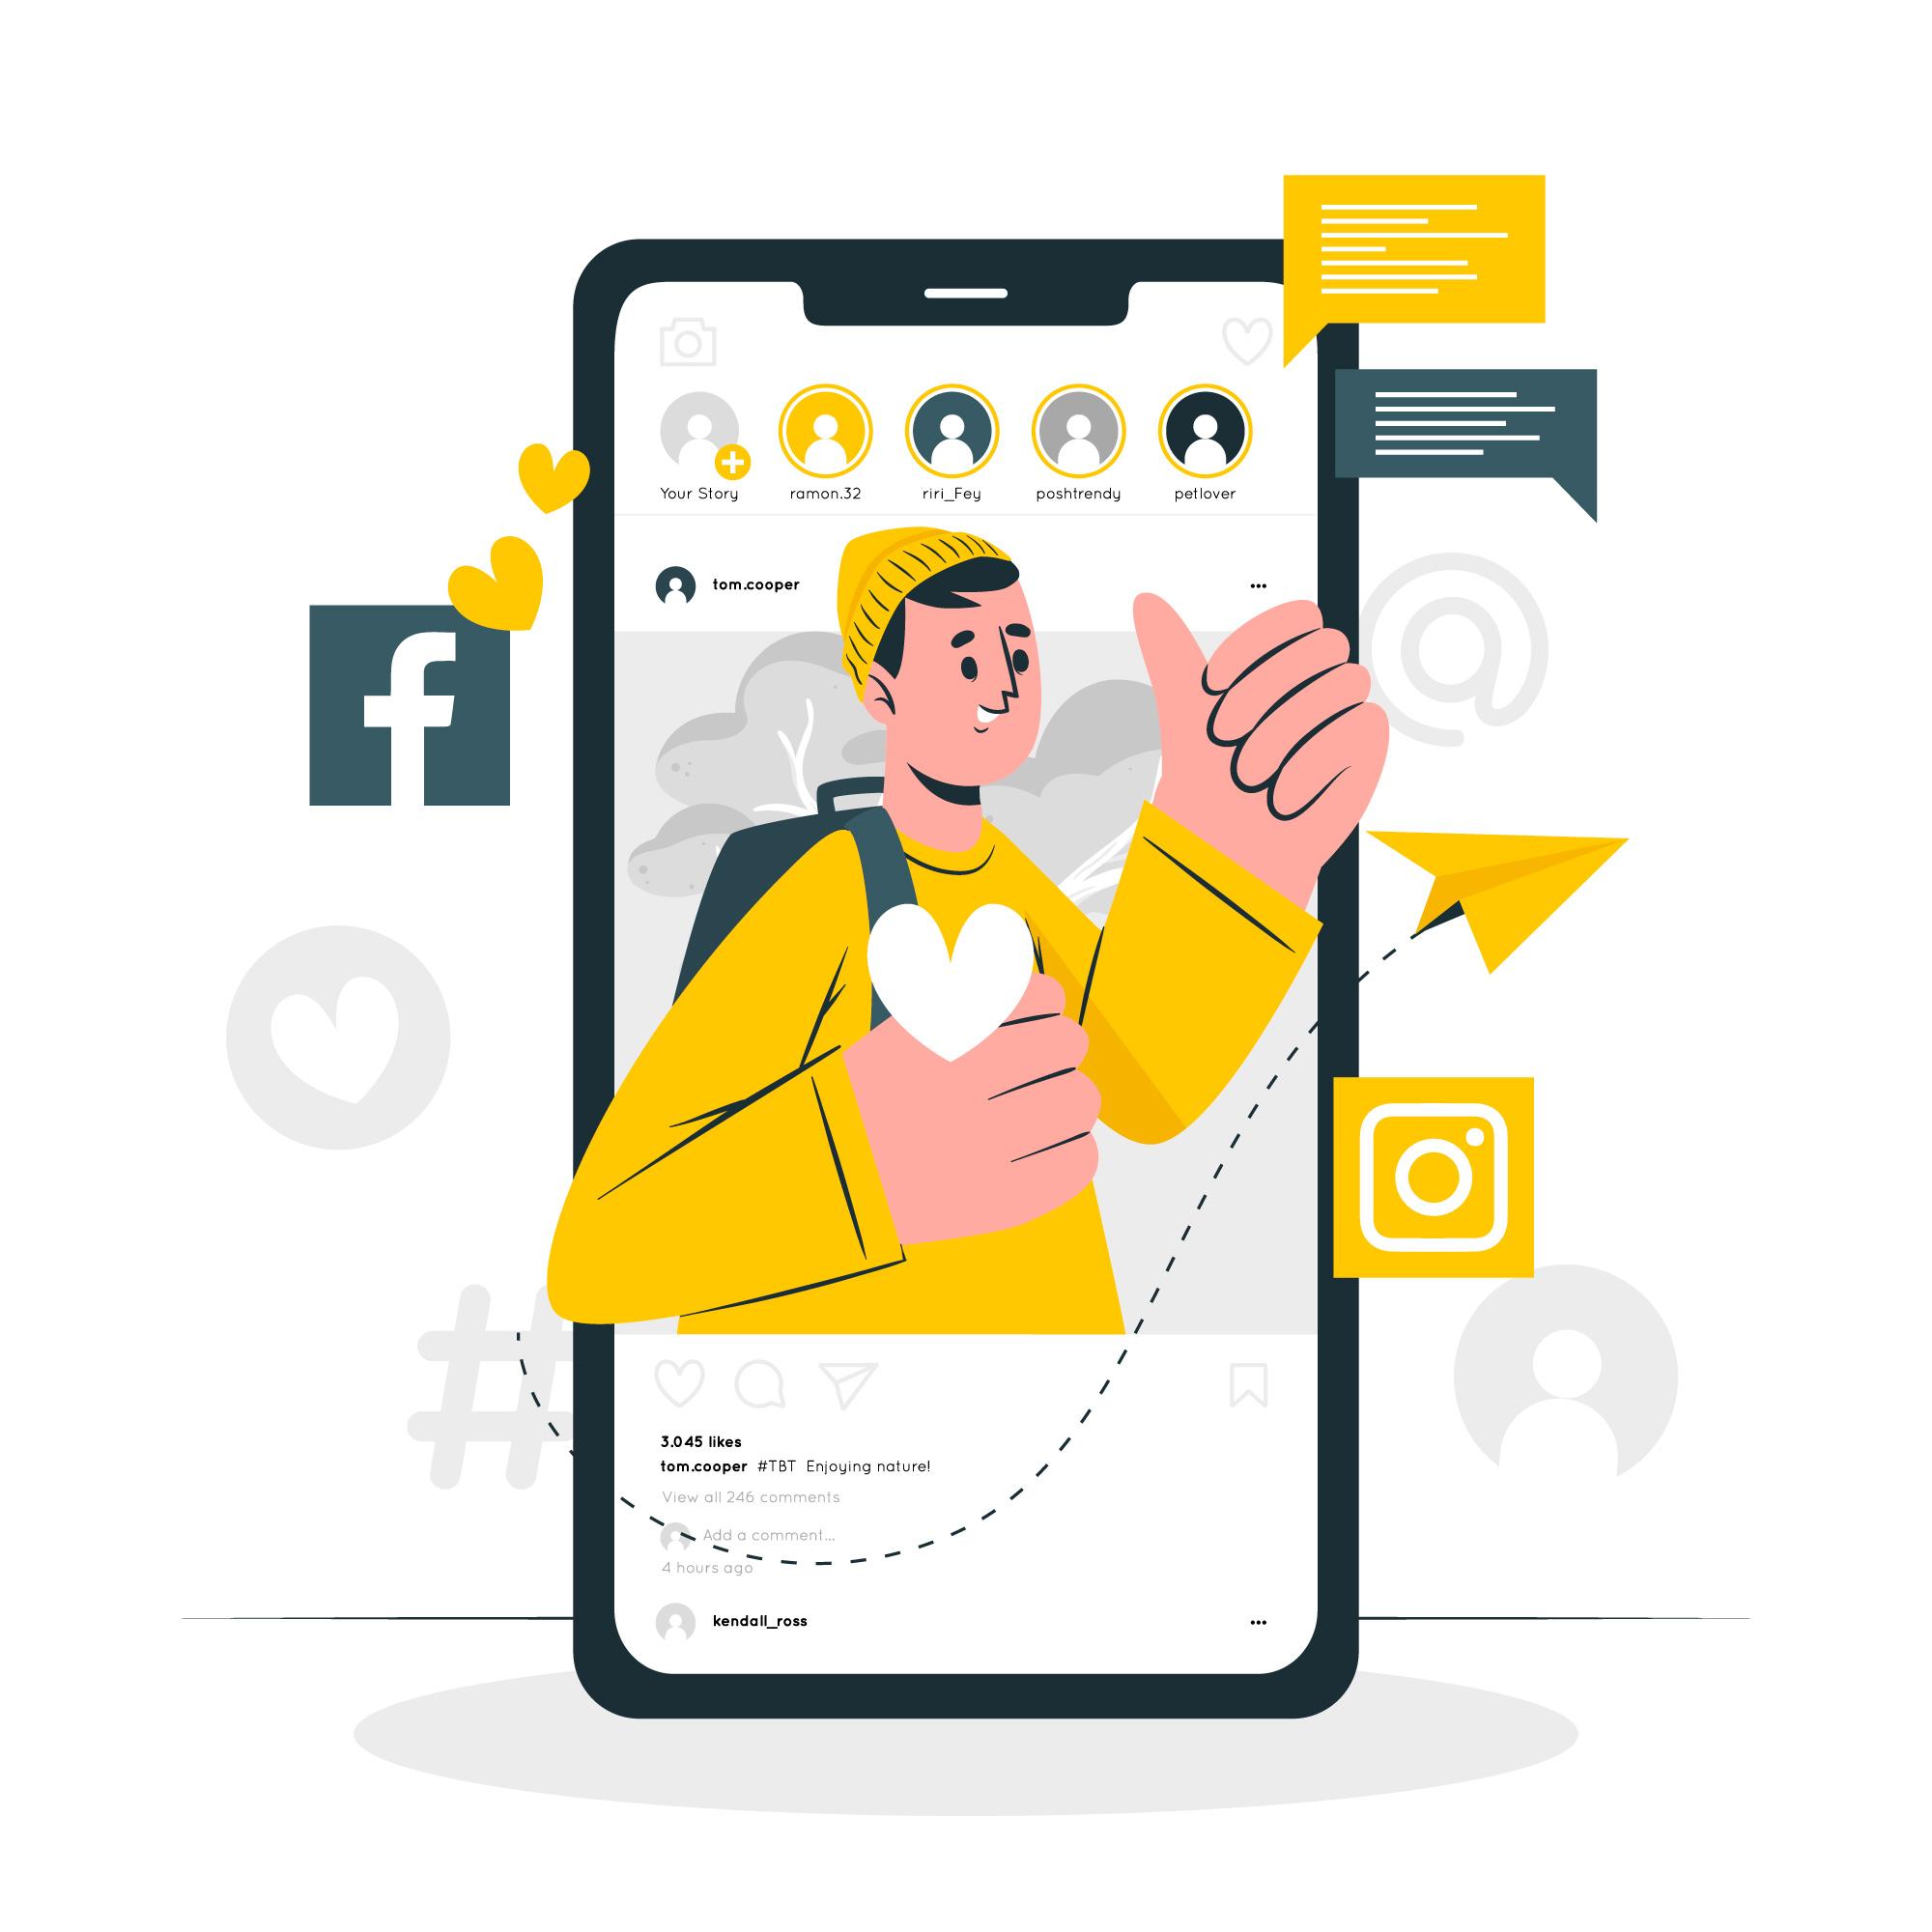 Your Story ramon.32 riri_Fey poshtrendy petlover
tom.cooper
3.045 likes
tom.cooper #TBT Enjoying nature!
View all 246 comments
Add a comment...
4 hours ago
kendall_ross